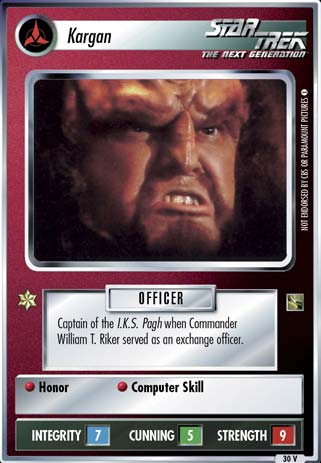 Kargan
STAR TREK
THE NEXT GENERATION
NOT ENDORSED BY CBS OR PARAMOUNT PICTURES
OFFICER
Captain of the I.K.S. Pagh when Commander
William T. Riker served as an exchange officer.
Honor Computer Skill
INTEGRITY 7 CUNNING 5 STRENGTH 9
30 V